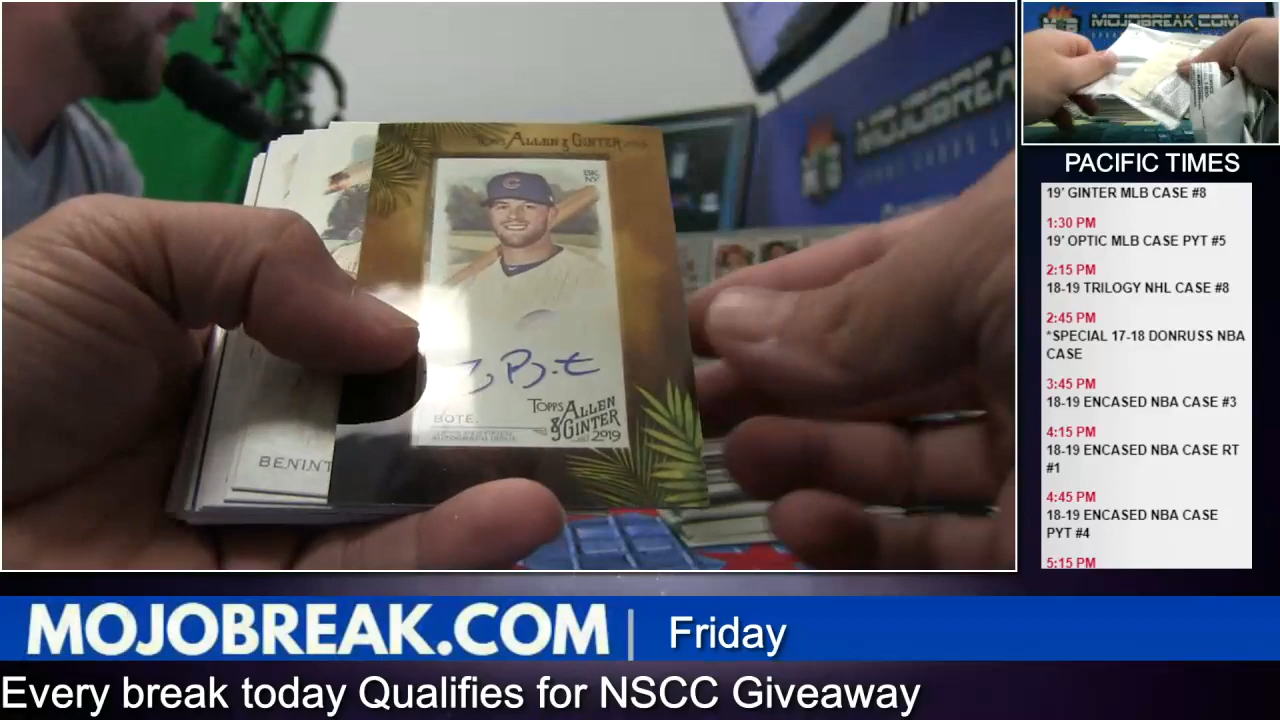 MOJOBREAK.COM
TOPPS ALLEN & GINTER
BOTE.
TOPPS
ALLEN
& GINTER
2019
BENINT
MOJOBREAK.COM
PACIFIC TIMES
19' GINTER MLB CASE #8
1:30 PM
19' OPTIC MLB CASE PYT #5
2:15 PM
18-19 TRILOGY NHL CASE #8
2:45 PM
*SPECIAL 17-18 DONRUSS NBA
CASE
3:45 PM
18-19 ENCASED NBA CASE #3
4:15 PM
18-19 ENCASED NBA CASE RT
#1
4:45 PM
18-19 ENCASED NBA CASE
PYT #4
5:15 PM
MOJOBREAK.COM | Friday
Every break today Qualifies for NSCC Giveaway